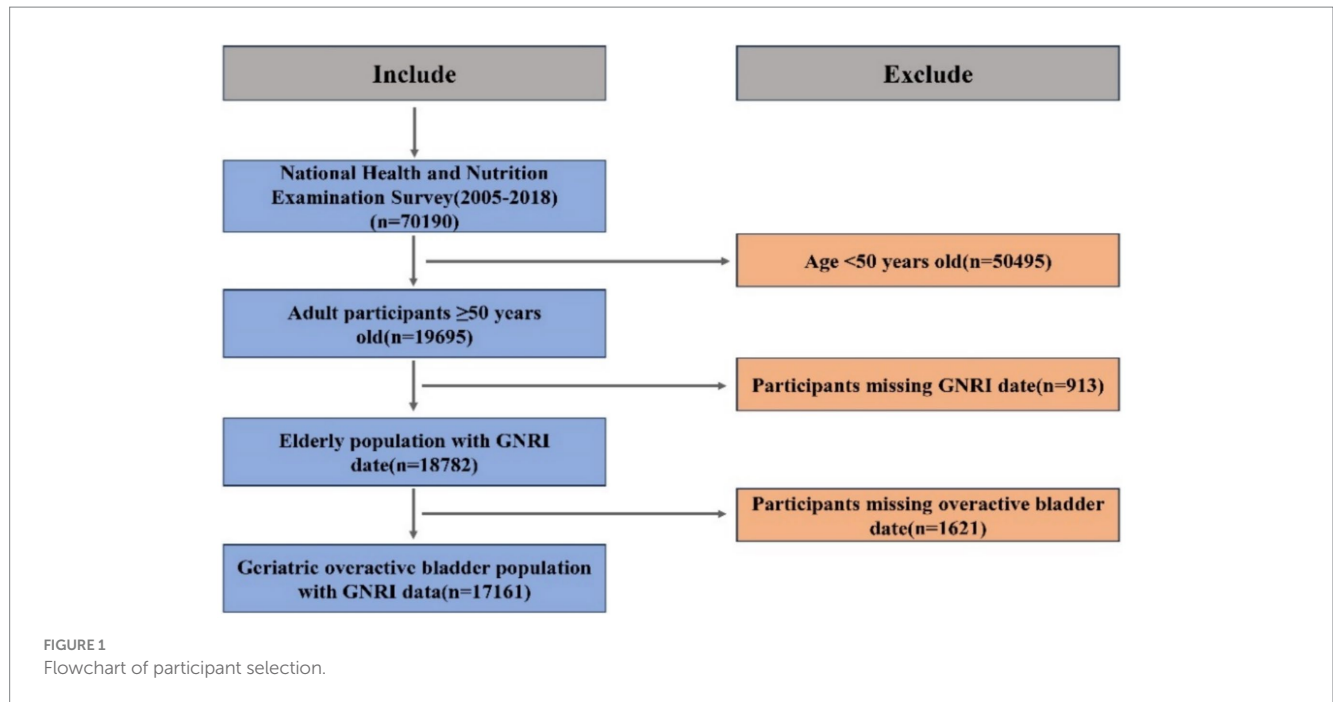 Include
Exclude
National Health and Nutrition
Examination Survey(2005-2018)
(n=70190)
Age <50 years old(n=50495)
Adult participants ≥50 years
old(n=19695)
Participants missing GNRI date(n=913)
Elderly population with GNRI
date(n=18782)
Participants missing overactive bladder
date(n=1621)
Geriatric overactive bladder population
with GNRI data(n=17161)
FIGURE 1
Flowchart of participant selection.